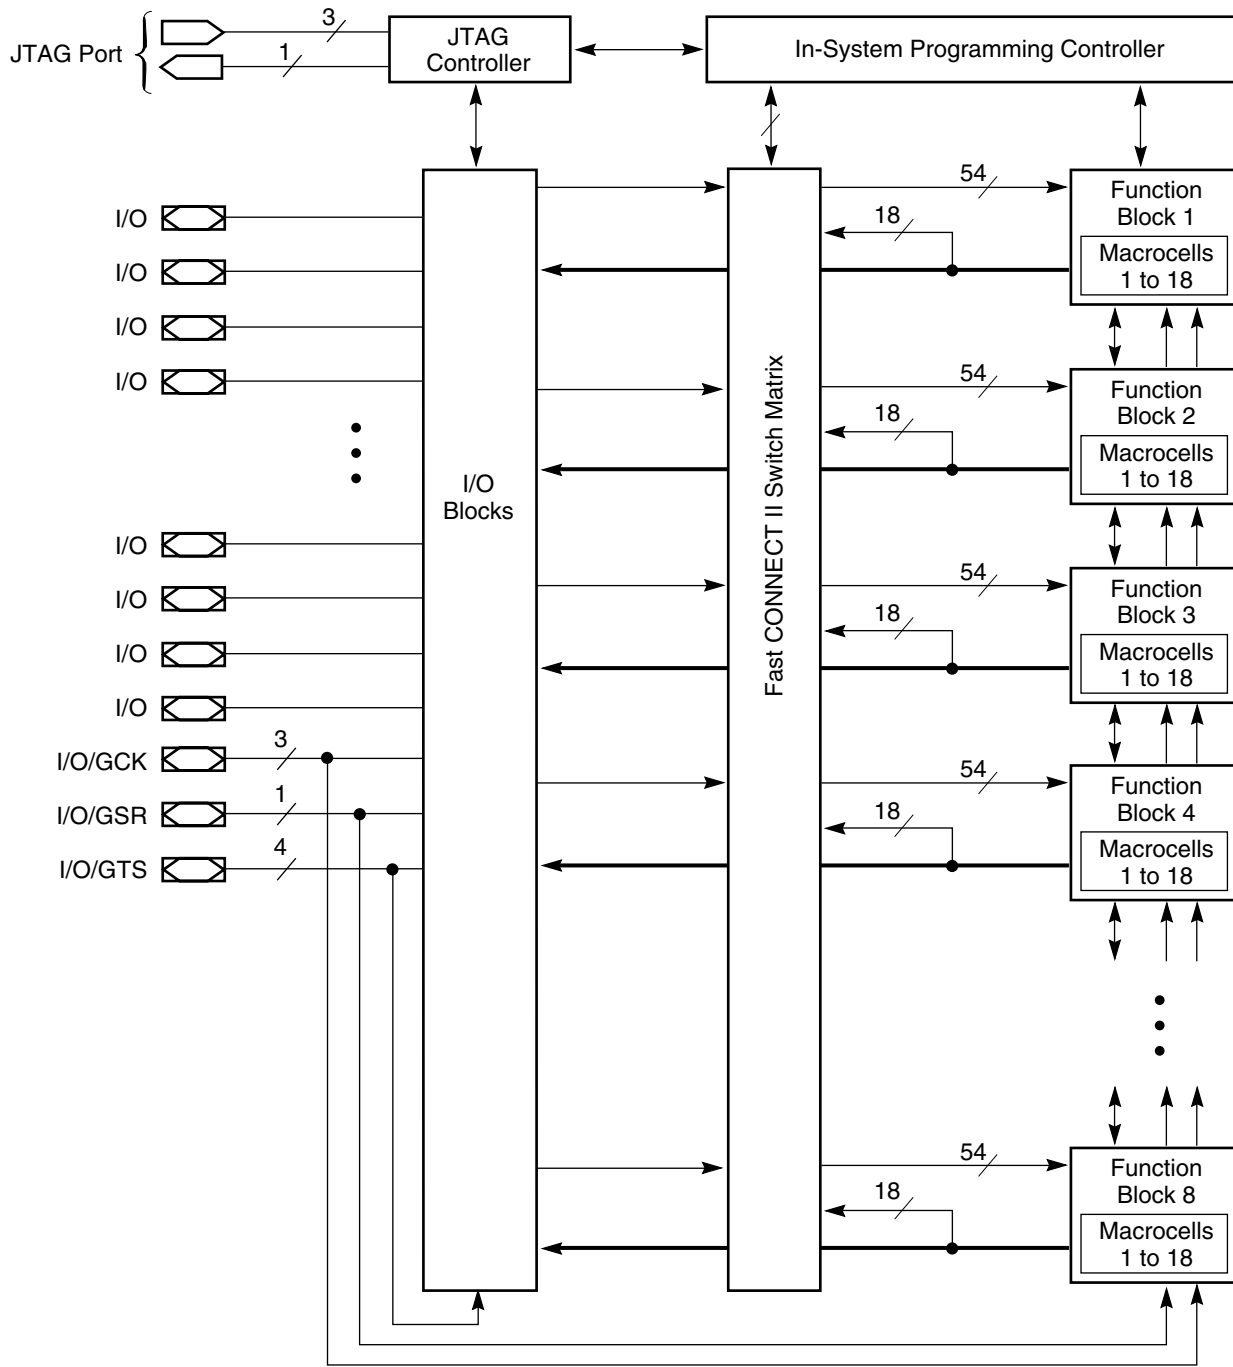 JTAG Port
3
1
JTAG
Controller
In-System Programming Controller
I/O
I/O
I/O
I/O
I/O
I/O
I/O
I/O
I/O/GCK
3
I/O/GSR
1
I/O/GTS
4
I/O
Blocks
Fast CONNECT II Switch Matrix
54
18
Function
Block 1
Macrocells
1 to 18
54
18
Function
Block 2
Macrocells
1 to 18
54
18
Function
Block 3
Macrocells
1 to 18
54
18
Function
Block 4
Macrocells
1 to 18
54
18
Function
Block 8
Macrocells
1 to 18